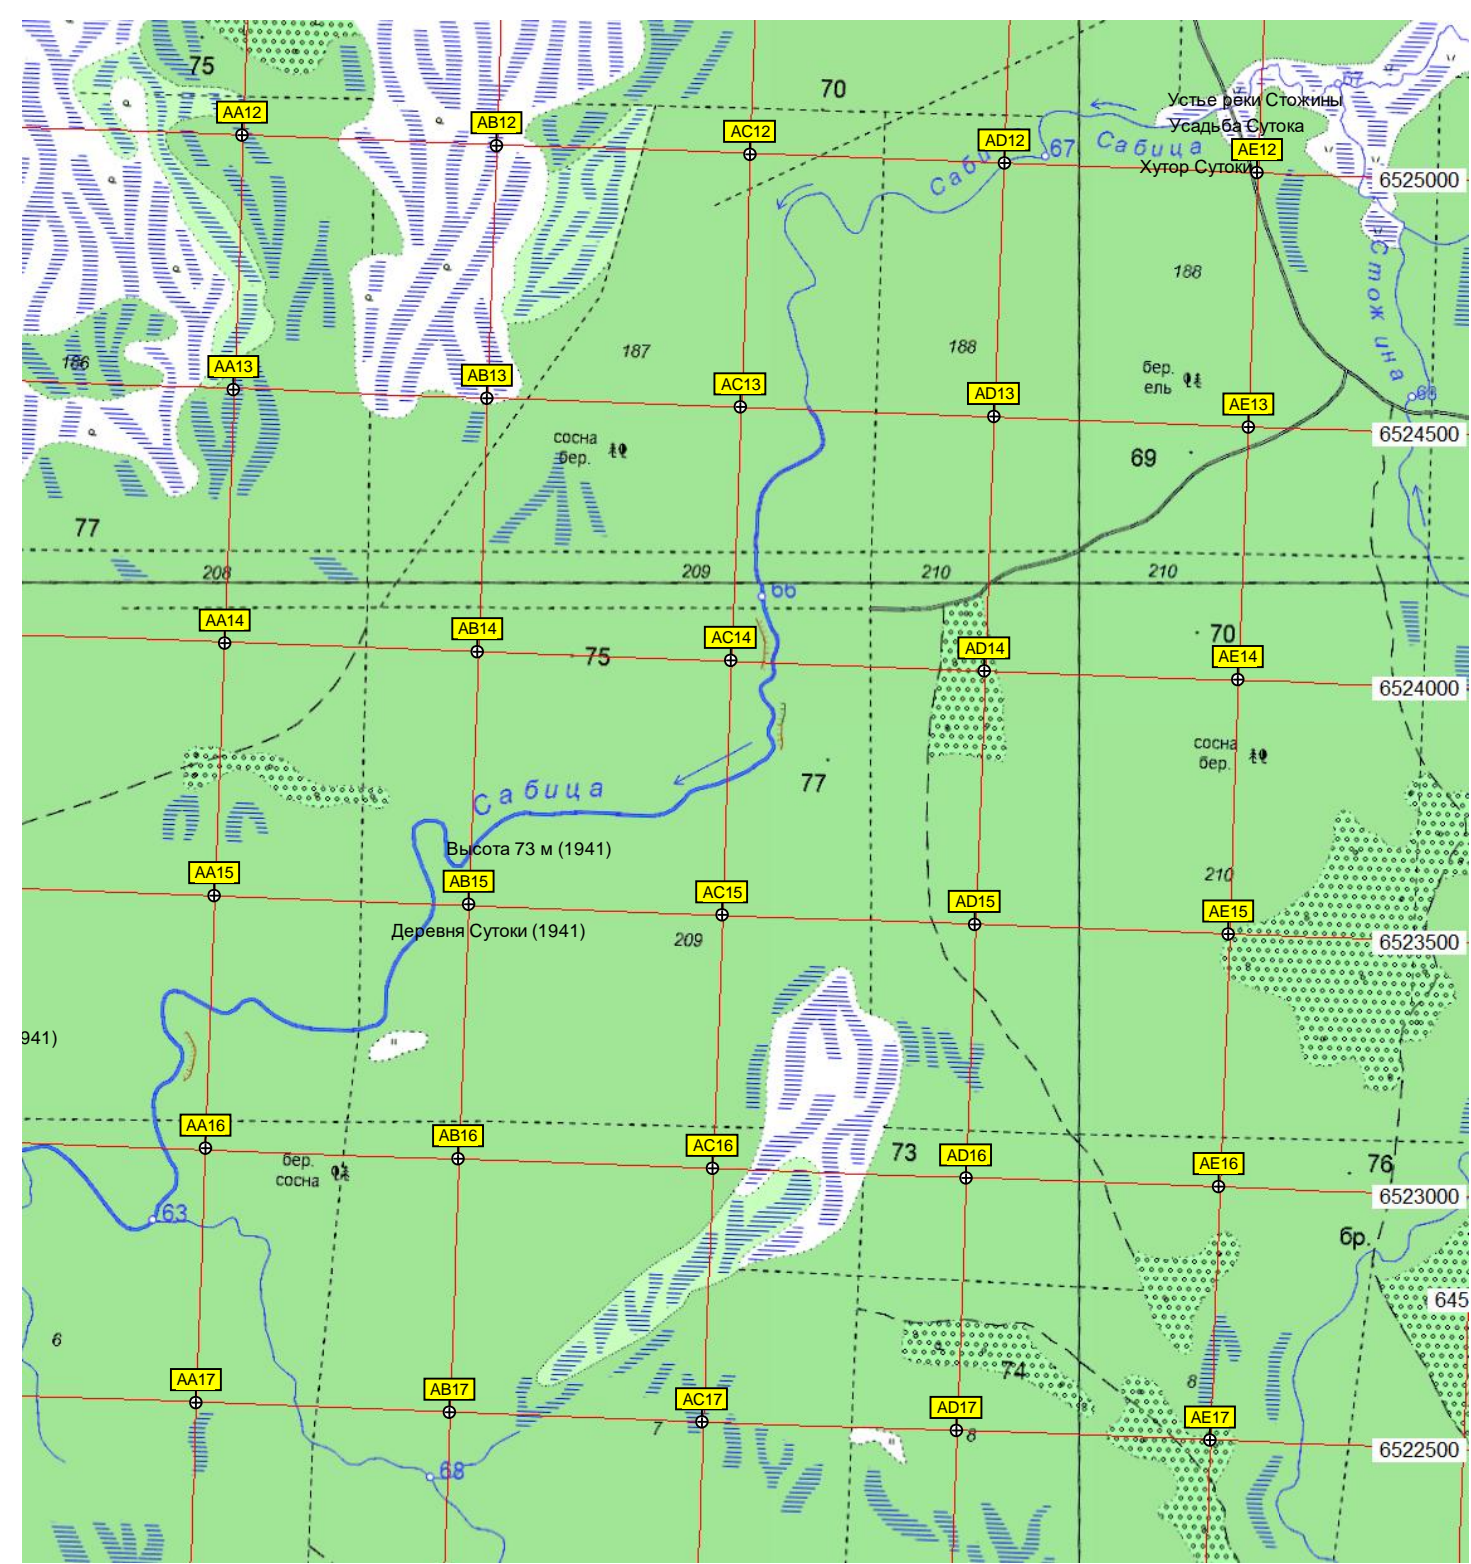 75
70
67
Устье реки Стожины
AA12
AB12
Усадьба Сутока
AC12
AD12
67
Сабица
AE12
Хутор Сутоки
Саби
6525000
Стожина
188
187
188
186
AA13
AB13
AC13
AD13
бер.
ель
68
AE13
6524500
сосна
бер.
69
77
208
209
210
210
66
AA14
AB14
AC14
AD14
70
75
AE14
6524000
сосна
бер.
77
Сабица
Высота 73 м (1941)
AA15
AB15
AC15
AD15
210
AE15
Деревня Сутоки (1941)
209
6523500
941)
AA16
AB16
AC16
73
AD16
AE16
76
бер.
сосна
6523000
63
бр.
645
6
74
AA17
AB17
AC17
AD17
8
AE17
7
8
6522500
68